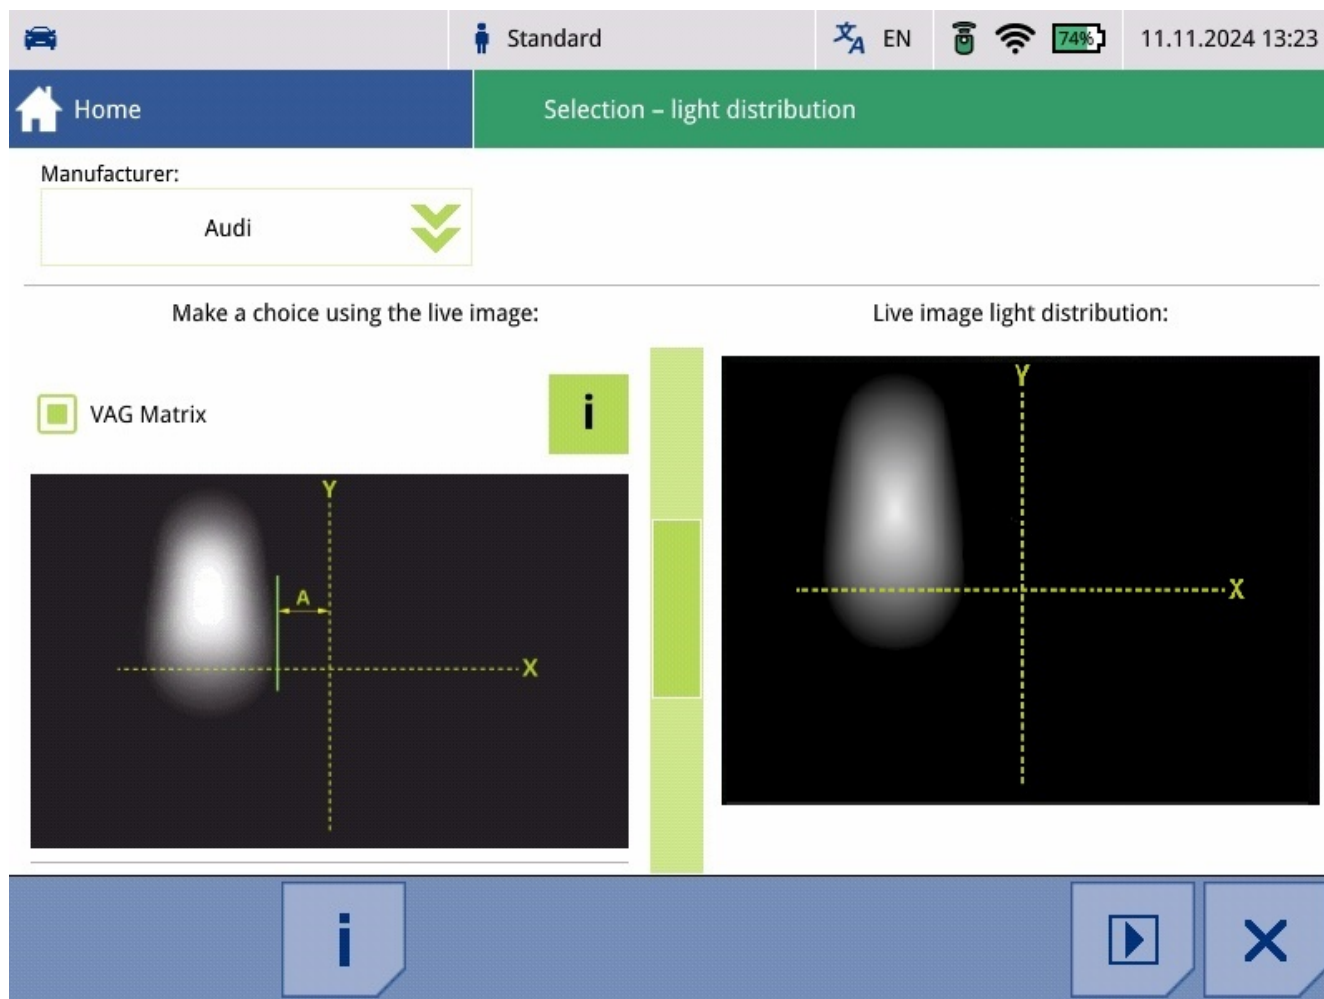 Standard
EN
74%
11.11.2024 13:23
Home
Selection – light distribution
Manufacturer:
Audi
Make a choice using the live image:
Live image light distribution:
VAG Matrix
i
Y
A
X
Y
X
i